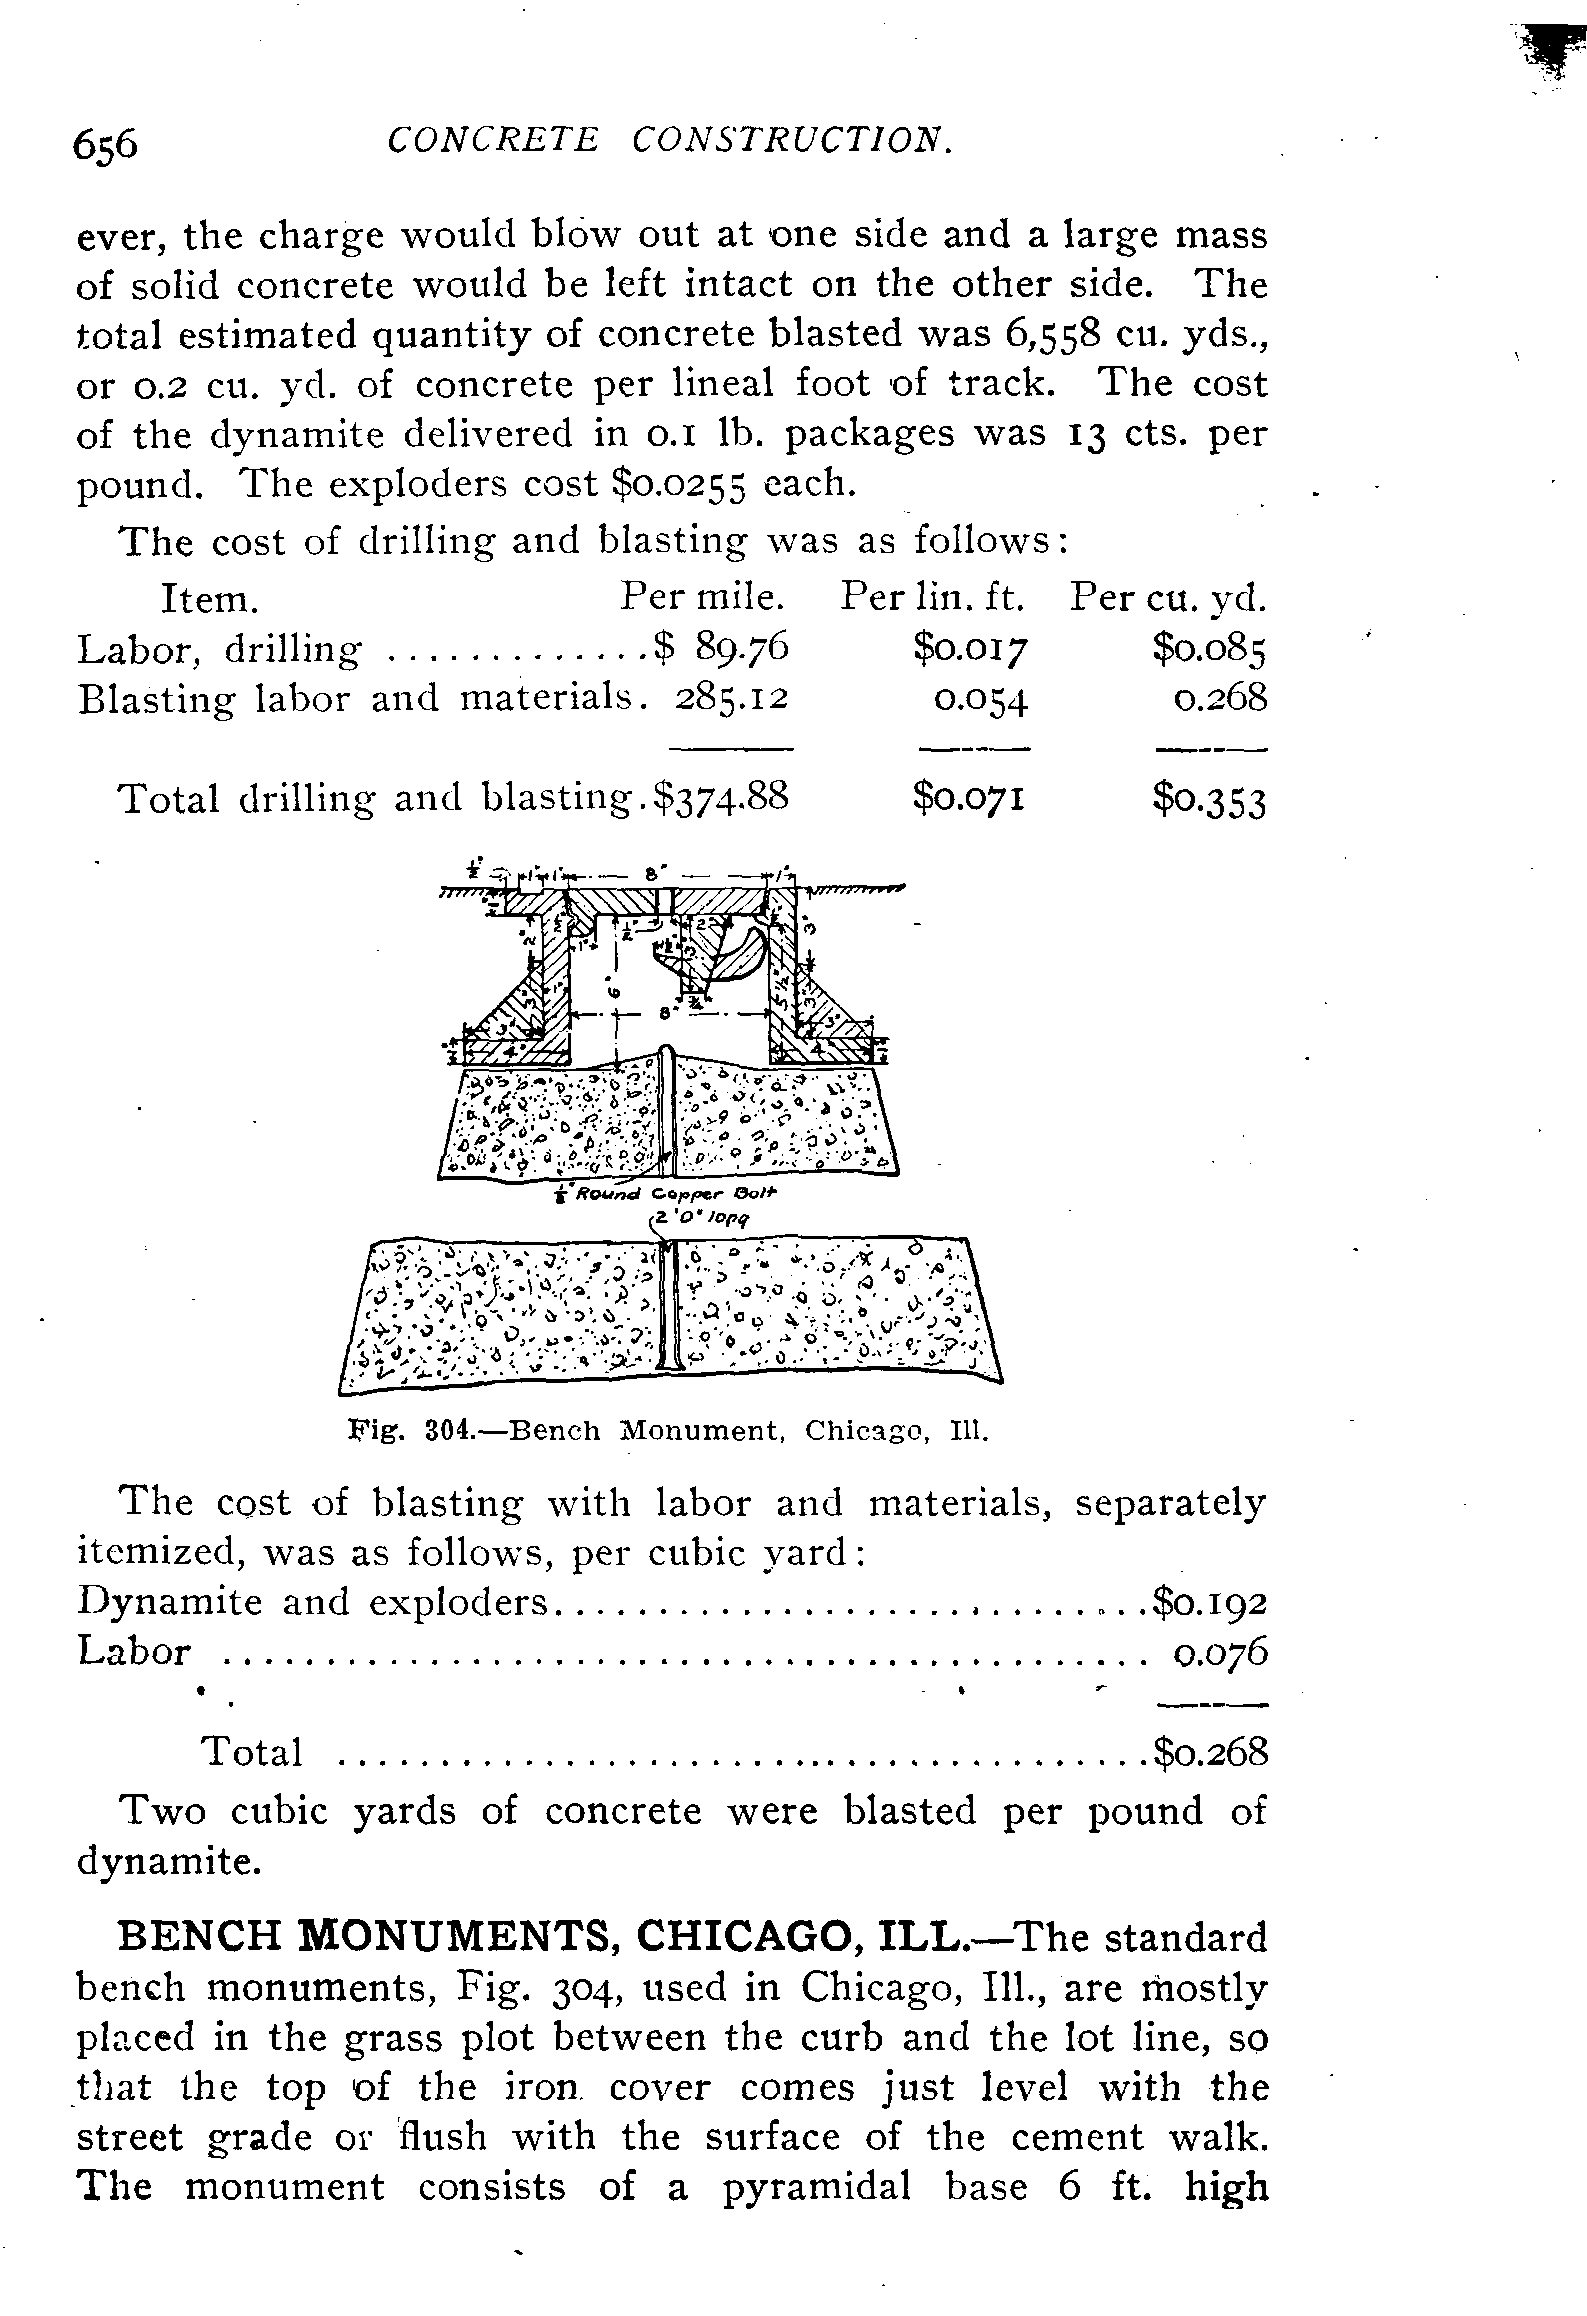 656 CONCRETE CONSTRUCTION.
ever, the charge would blow out at one side and a large mass
of solid concrete would be left intact on the other side. The
total estimated quantity of concrete blasted was 6,558 cu. yds.,
or 0.2 cu. yd. of concrete per lineal foot of track. The cost
of the dynamite delivered in 0.1 lb. packages was 13 cts. per
pound. The exploders cost $0.0255 each.
The cost of drilling and blasting was as follows:
Item. Per mile. Per lin. ft. Per cu. yd.
Labor, drilling .............$ 89.76 $0.017 $0.085
Blasting labor and materials. 285.12 0.054 0.268
Total drilling and blasting.$374.88 $0.071 $0.353
½" 1" 1" 8" 1"
2" 3"
6"
8"
4" 4"
Round Copper Bolt
2'0" long
Fig. 304.—Bench Monument, Chicago, Ill.
The cost of blasting with labor and materials, separately
itemized, was as follows, per cubic yard:
Dynamite and exploders.............................$0.192
Labor ............................................. 0.076
Total .......................................$0.268
Two cubic yards of concrete were blasted per pound of
dynamite.
BENCH MONUMENTS, CHICAGO, ILL.—The standard
bench monuments, Fig. 304, used in Chicago, Ill., are mostly
placed in the grass plot between the curb and the lot line, so
that the top of the iron cover comes just level with the
street grade or flush with the surface of the cement walk.
The monument consists of a pyramidal base 6 ft. high